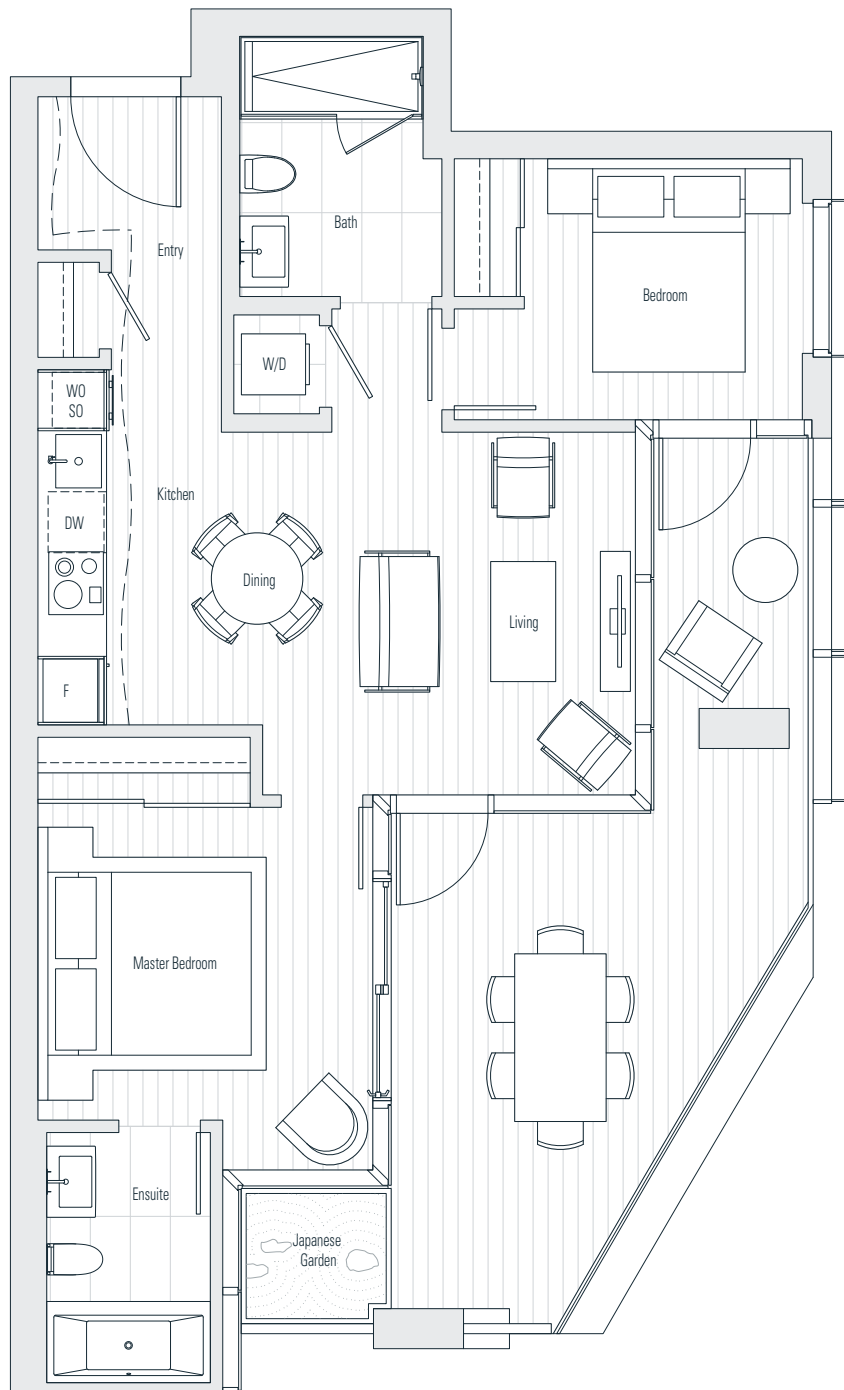 Bath
Entry
Bedroom
W/D
WO
SO
Kitchen
DW
Dining
Living
F
Master Bedroom
Ensuite
Japanese
Garden